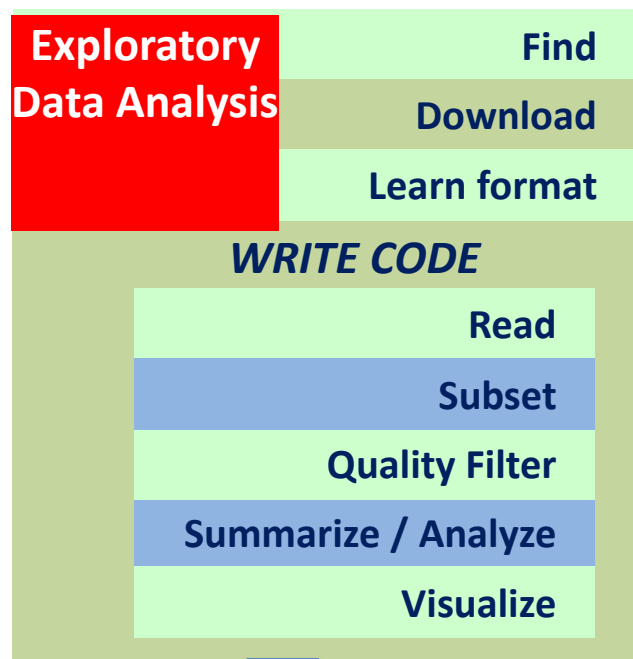 Exploratory
Data Analysis
Find
Download
Learn format
WRITE CODE
Read
Subset
Quality Filter
Summarize / Analyze
Visualize